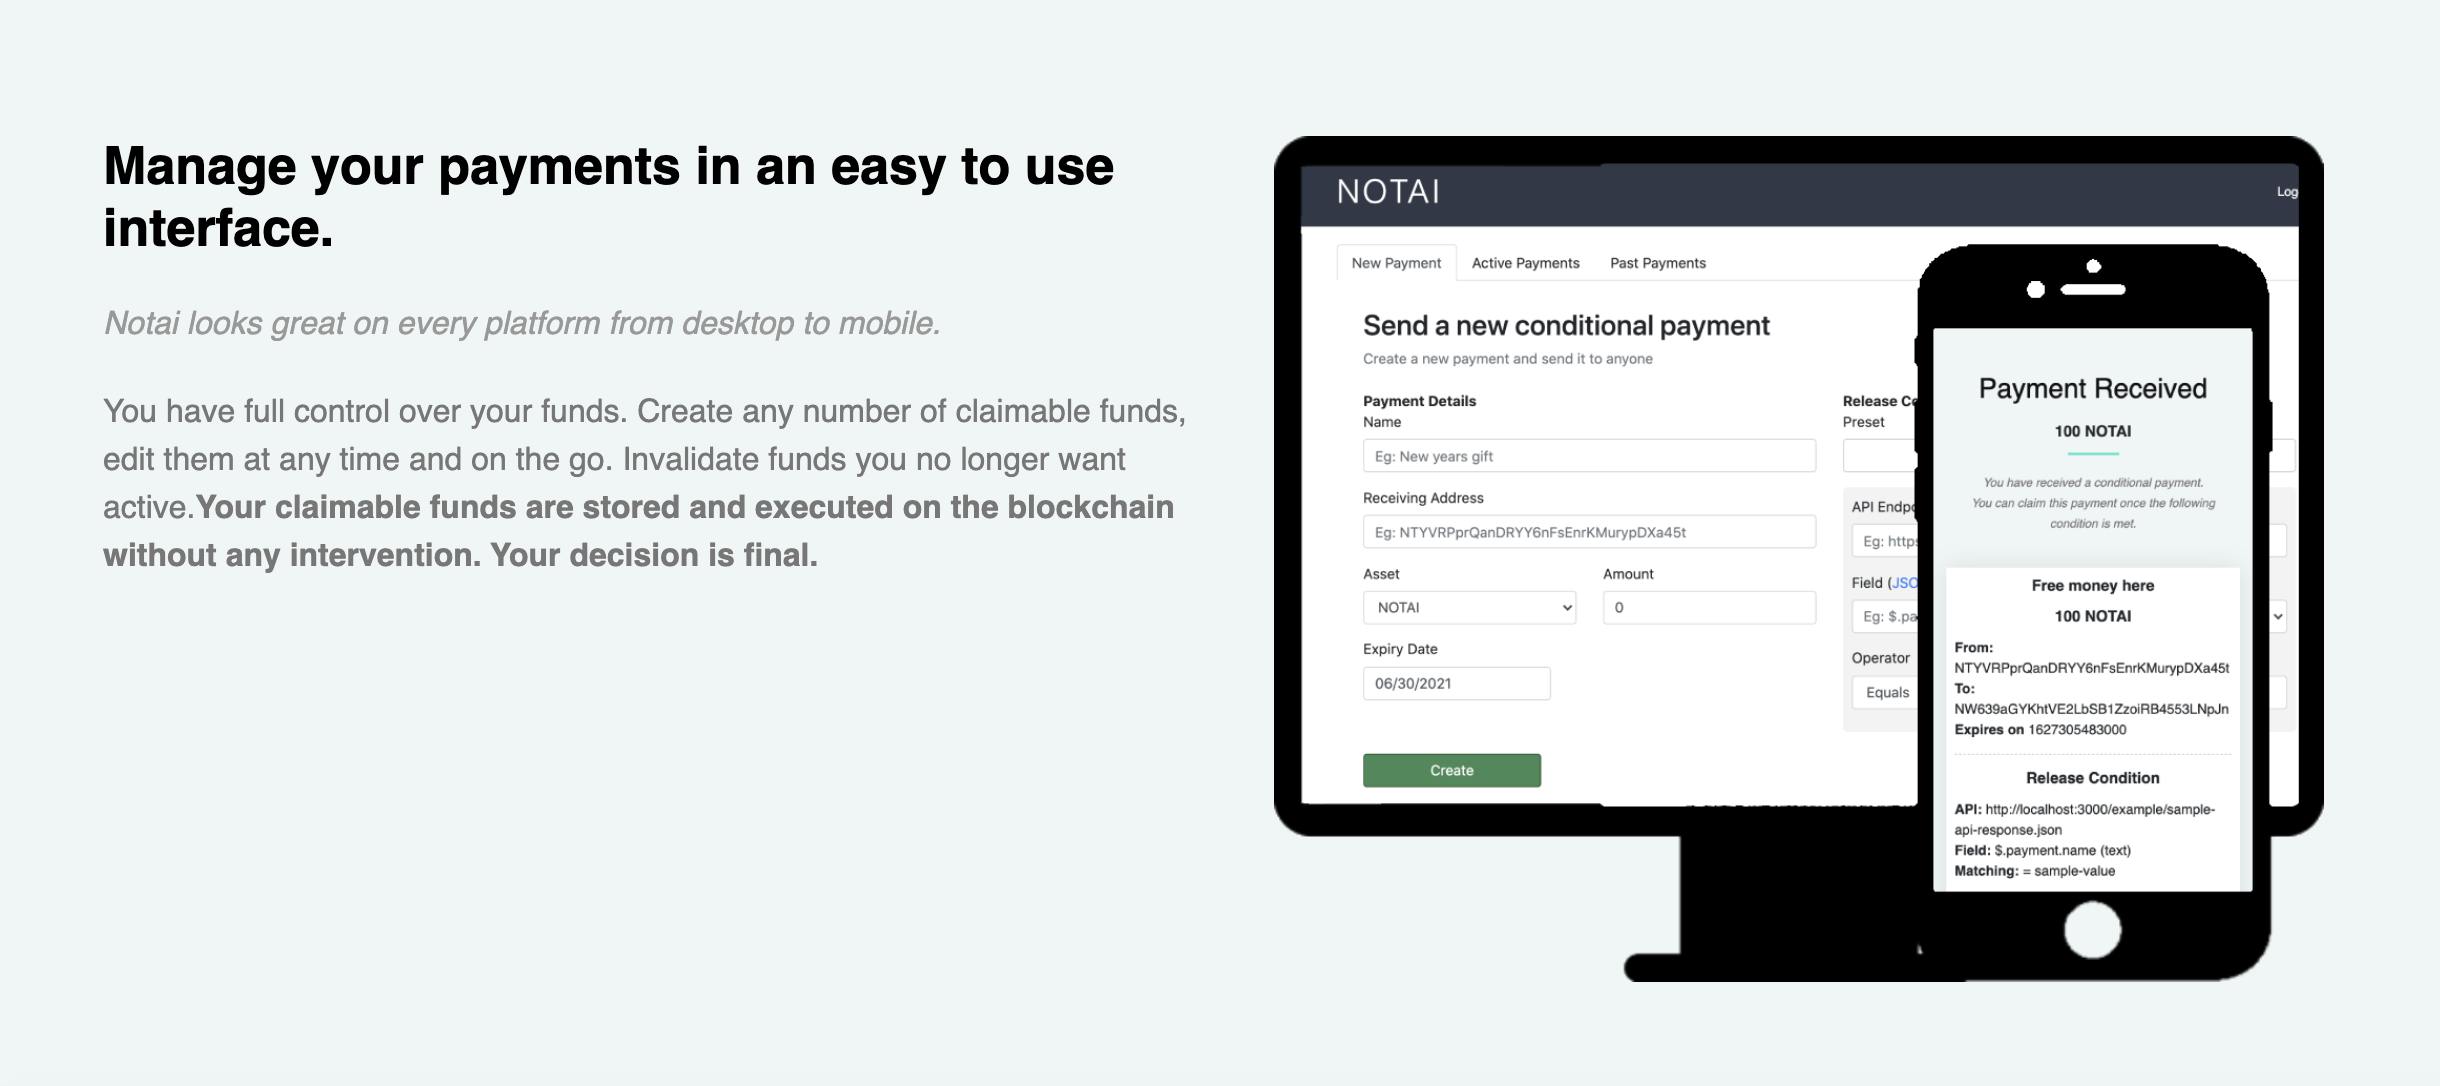 Manage your payments in an easy to use
interface.
Notai looks great on every platform from desktop to mobile.
You have full control over your funds. Create any number of claimable funds,
edit them at any time and on the go. Invalidate funds you no longer want
active.Your claimable funds are stored and executed on the blockchain
without any intervention. Your decision is final.
NOTAI
Log
New Payment Active Payments Past Payments
Send a new conditional payment
Create a new payment and send it to anyone
Payment Details
Name
Eg: New years gift
Receiving Address
Eg: NTYVRPprQanDRYY6nFsEnrKMurypDXa45t
Asset Amount
NOTAI 0
Expiry Date
06/30/2021
Create
Release Co
Preset
API Endpo
Eg: https
Field (JSO
Eg: $.pa
Operator
Equals
Payment Received
100 NOTAI
You have received a conditional payment.
You can claim this payment once the following
condition is met.
Free money here
100 NOTAI
From:
NTYVRPprQanDRYY6nFsEnrKMurypDXa45t
To:
NW639aGYKhtVE2LbSB1ZzoiRB4553LNpJn
Expires on 1627305483000
Release Condition
API: http://localhost:3000/example/sample-
api-response.json
Field: $.payment.name (text)
Matching: = sample-value